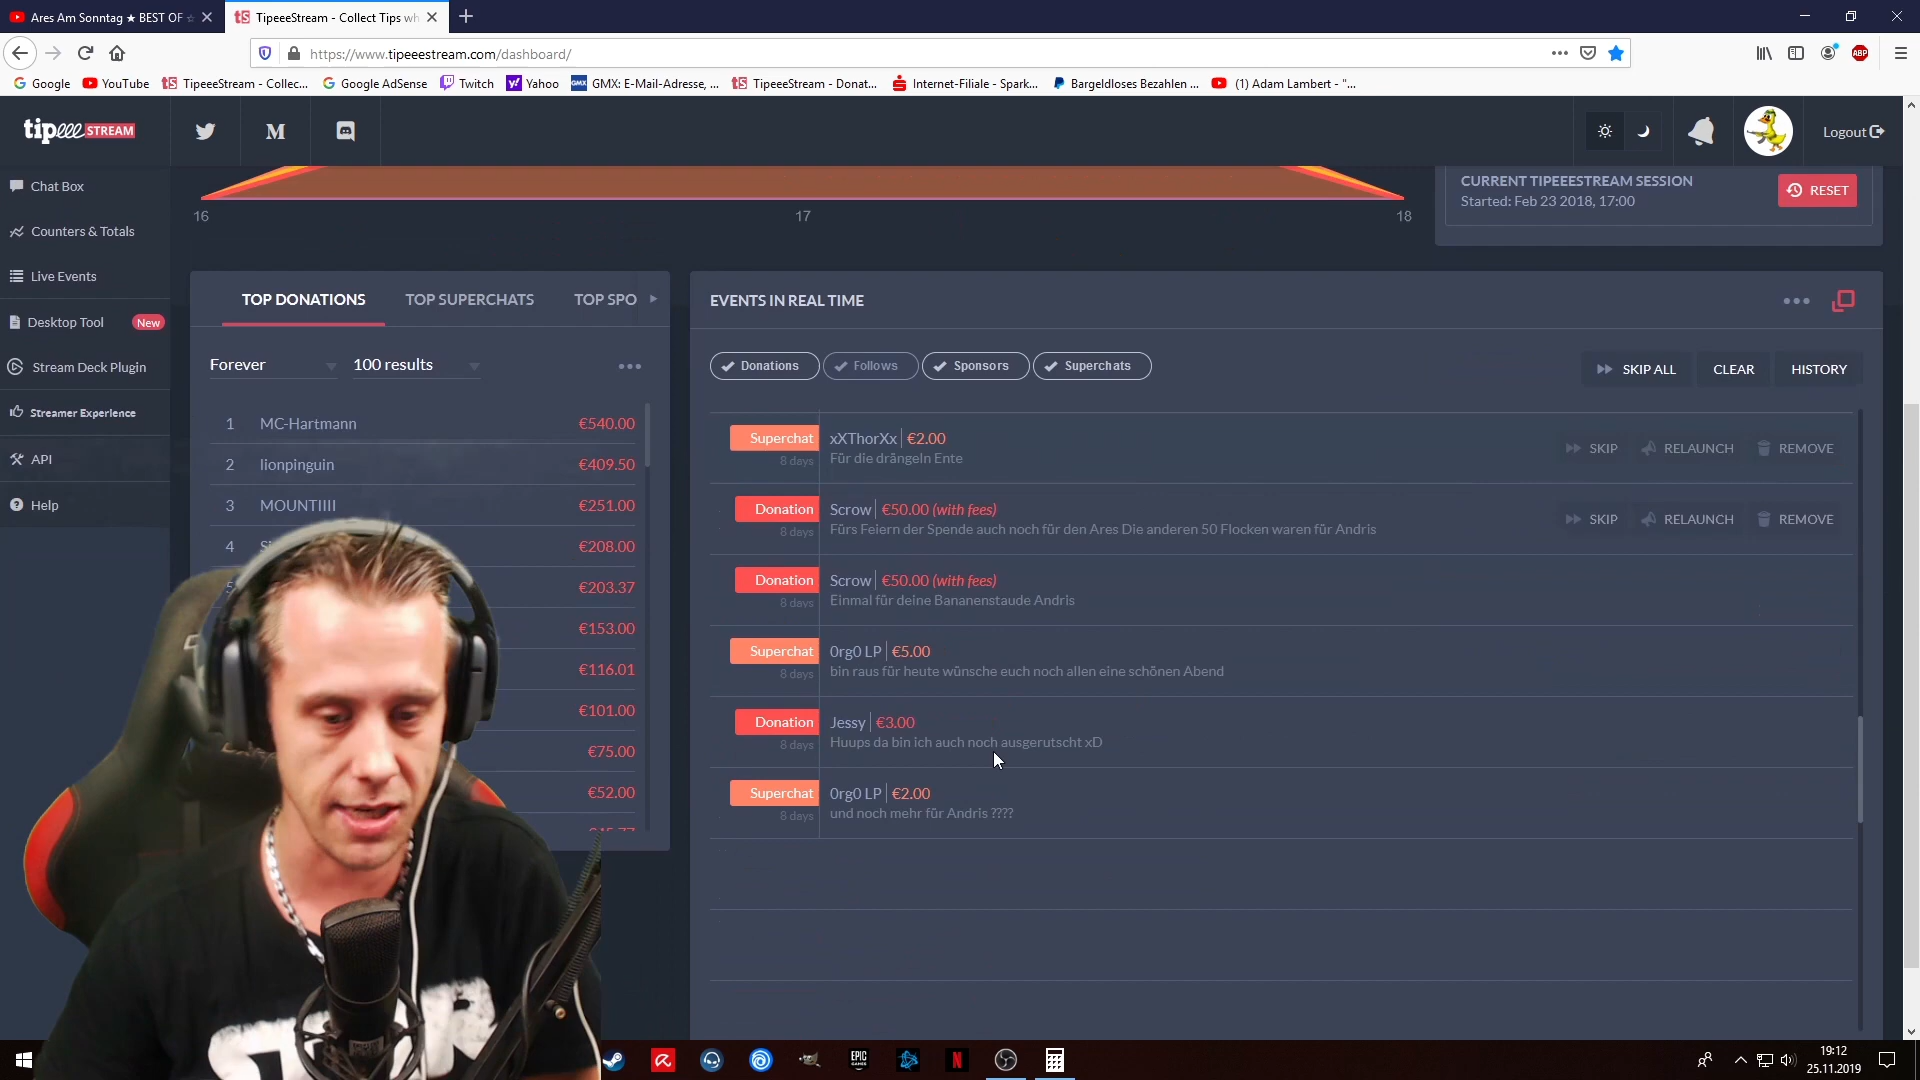 Ares Am Sonntag ★ BEST OF ☆
TipeeeStream - Collect Tips wh
https://www.tipeeestream.com/dashboard/
Google
YouTube
TipeeeStream - Collec...
Google AdSense
Twitch
Yahoo
GMX: E-Mail-Adresse, ...
TipeeeStream - Donat...
Internet-Filiale - Spark...
Bargeldloses Bezahlen ...
(1) Adam Lambert - "...
ABP
tipeee STREAM
Logout
Chat Box
Counters & Totals
Live Events
Desktop Tool New
Stream Deck Plugin
Streamer Experience
API
Help
16 17 18
CURRENT TIPEEESTREAM SESSION
Started: Feb 23 2018, 17:00
RESET
TOP DONATIONS TOP SUPERCHATS TOP SPO
Forever 100 results
1 MC-Hartmann €540.00
2 lionpinguin €409.50
3 MOUNTIIII €251.00
4 €208.00
5 €203.37
€153.00
€116.01
€101.00
€75.00
€52.00
EVENTS IN REAL TIME
Donations Follows Sponsors Superchats
SKIP ALL CLEAR HISTORY
Superchat xXThorXx €2.00
8 days Für die drängeln Ente
SKIP RELAUNCH REMOVE
Donation Scrow €50.00 (with fees)
8 days Fürs Feiern der Spende auch noch für den Ares Die anderen 50 Flocken waren für Andris
SKIP RELAUNCH REMOVE
Donation Scrow €50.00 (with fees)
8 days Einmal für deine Bananenstaude Andris
Superchat 0rg0 LP €5.00
8 days bin raus für heute wünsche euch noch allen eine schönen Abend
Donation Jessy €3.00
8 days Huups da bin ich auch noch ausgerutscht xD
Superchat 0rg0 LP €2.00
8 days und noch mehr für Andris ????
EPIC GAMES
N
19:12
25.11.2019